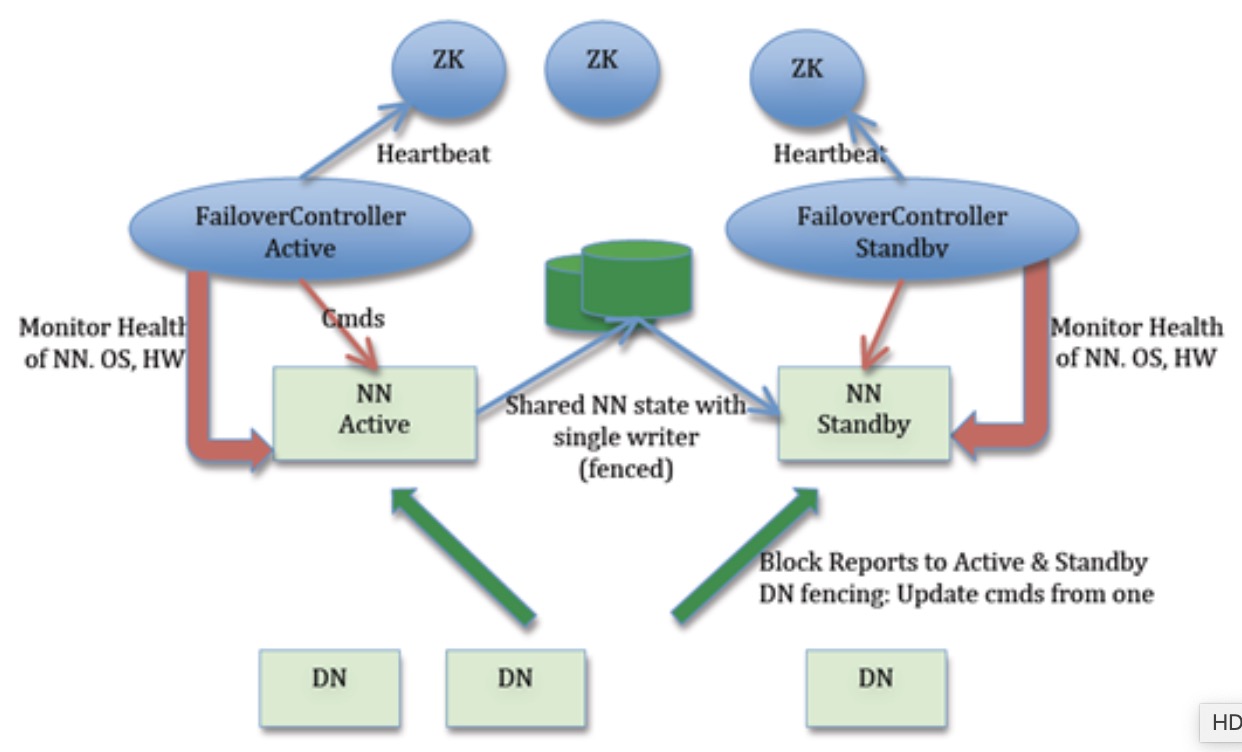 ZK
ZK
ZK
Heartbeat
Heartbeat
FailoverController
Active
FailoverController
Standby
Cmds
Monitor Health
of NN. OS, HW
Monitor Health
of NN. OS, HW
NN
Active
Shared NN state with
single writer
(fenced)
NN
Standby
Block Reports to Active & Standby
DN fencing: Update cmds from one
DN
DN
DN
HD